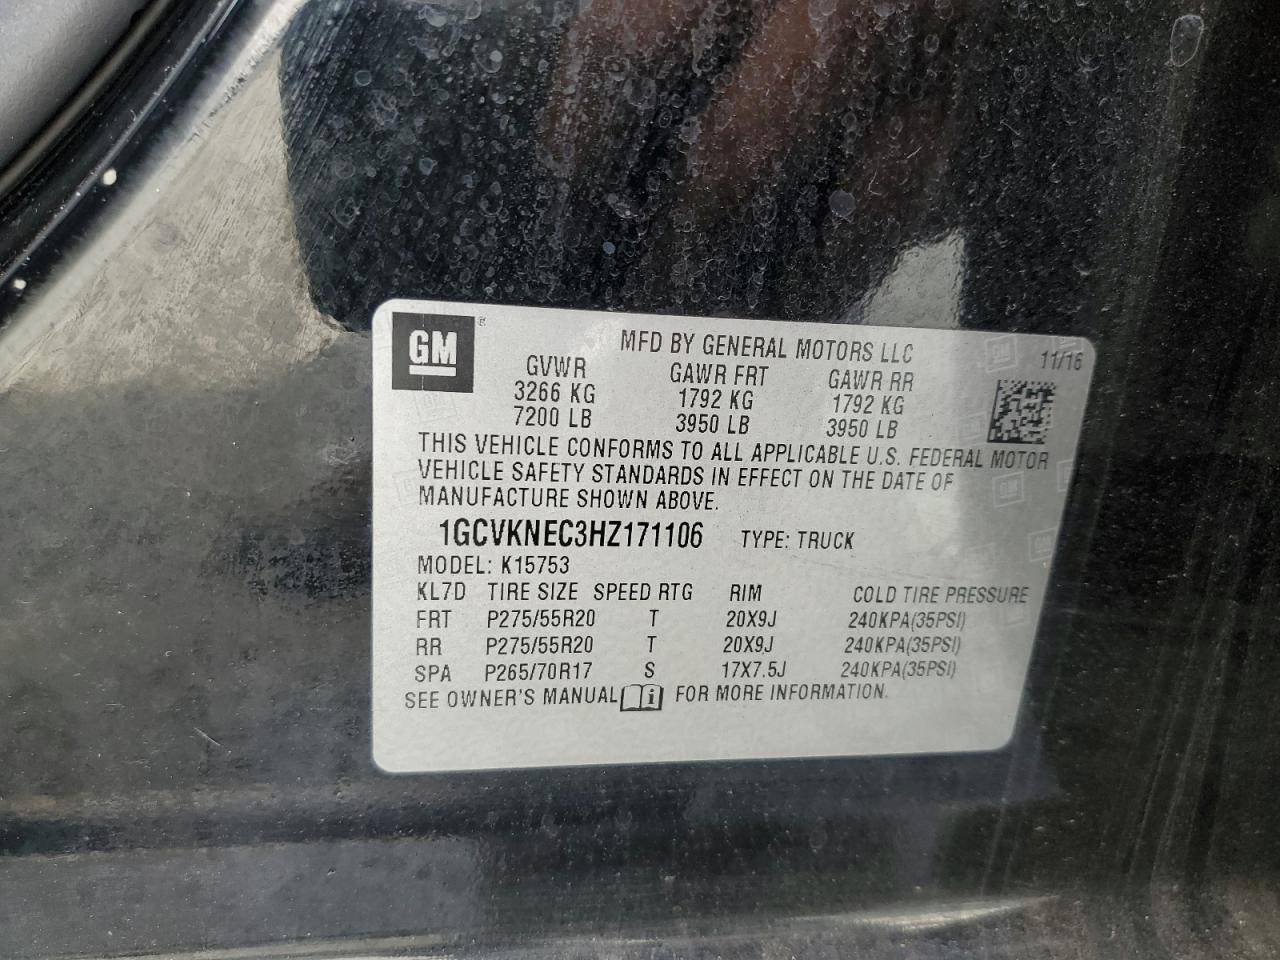 GM ®
MFD BY GENERAL MOTORS LLC
11/16
GVWR GAWR FRT GAWR RR
3266 KG 1792 KG 1792 KG
7200 LB 3950 LB 3950 LB
THIS VEHICLE CONFORMS TO ALL APPLICABLE U.S. FEDERAL MOTOR
VEHICLE SAFETY STANDARDS IN EFFECT ON THE DATE OF
MANUFACTURE SHOWN ABOVE.
1GCVKNEC3HZ171106 TYPE: TRUCK
MODEL: K15753
KL7D TIRE SIZE SPEED RTG RIM COLD TIRE PRESSURE
FRT P275/55R20 T 20X9J 240KPA(35PSI)
RR P275/55R20 T 20X9J 240KPA(35PSI)
SPA P265/70R17 S 17X7.5J 240KPA(35PSI)
SEE OWNER'S MANUAL i FOR MORE INFORMATION.